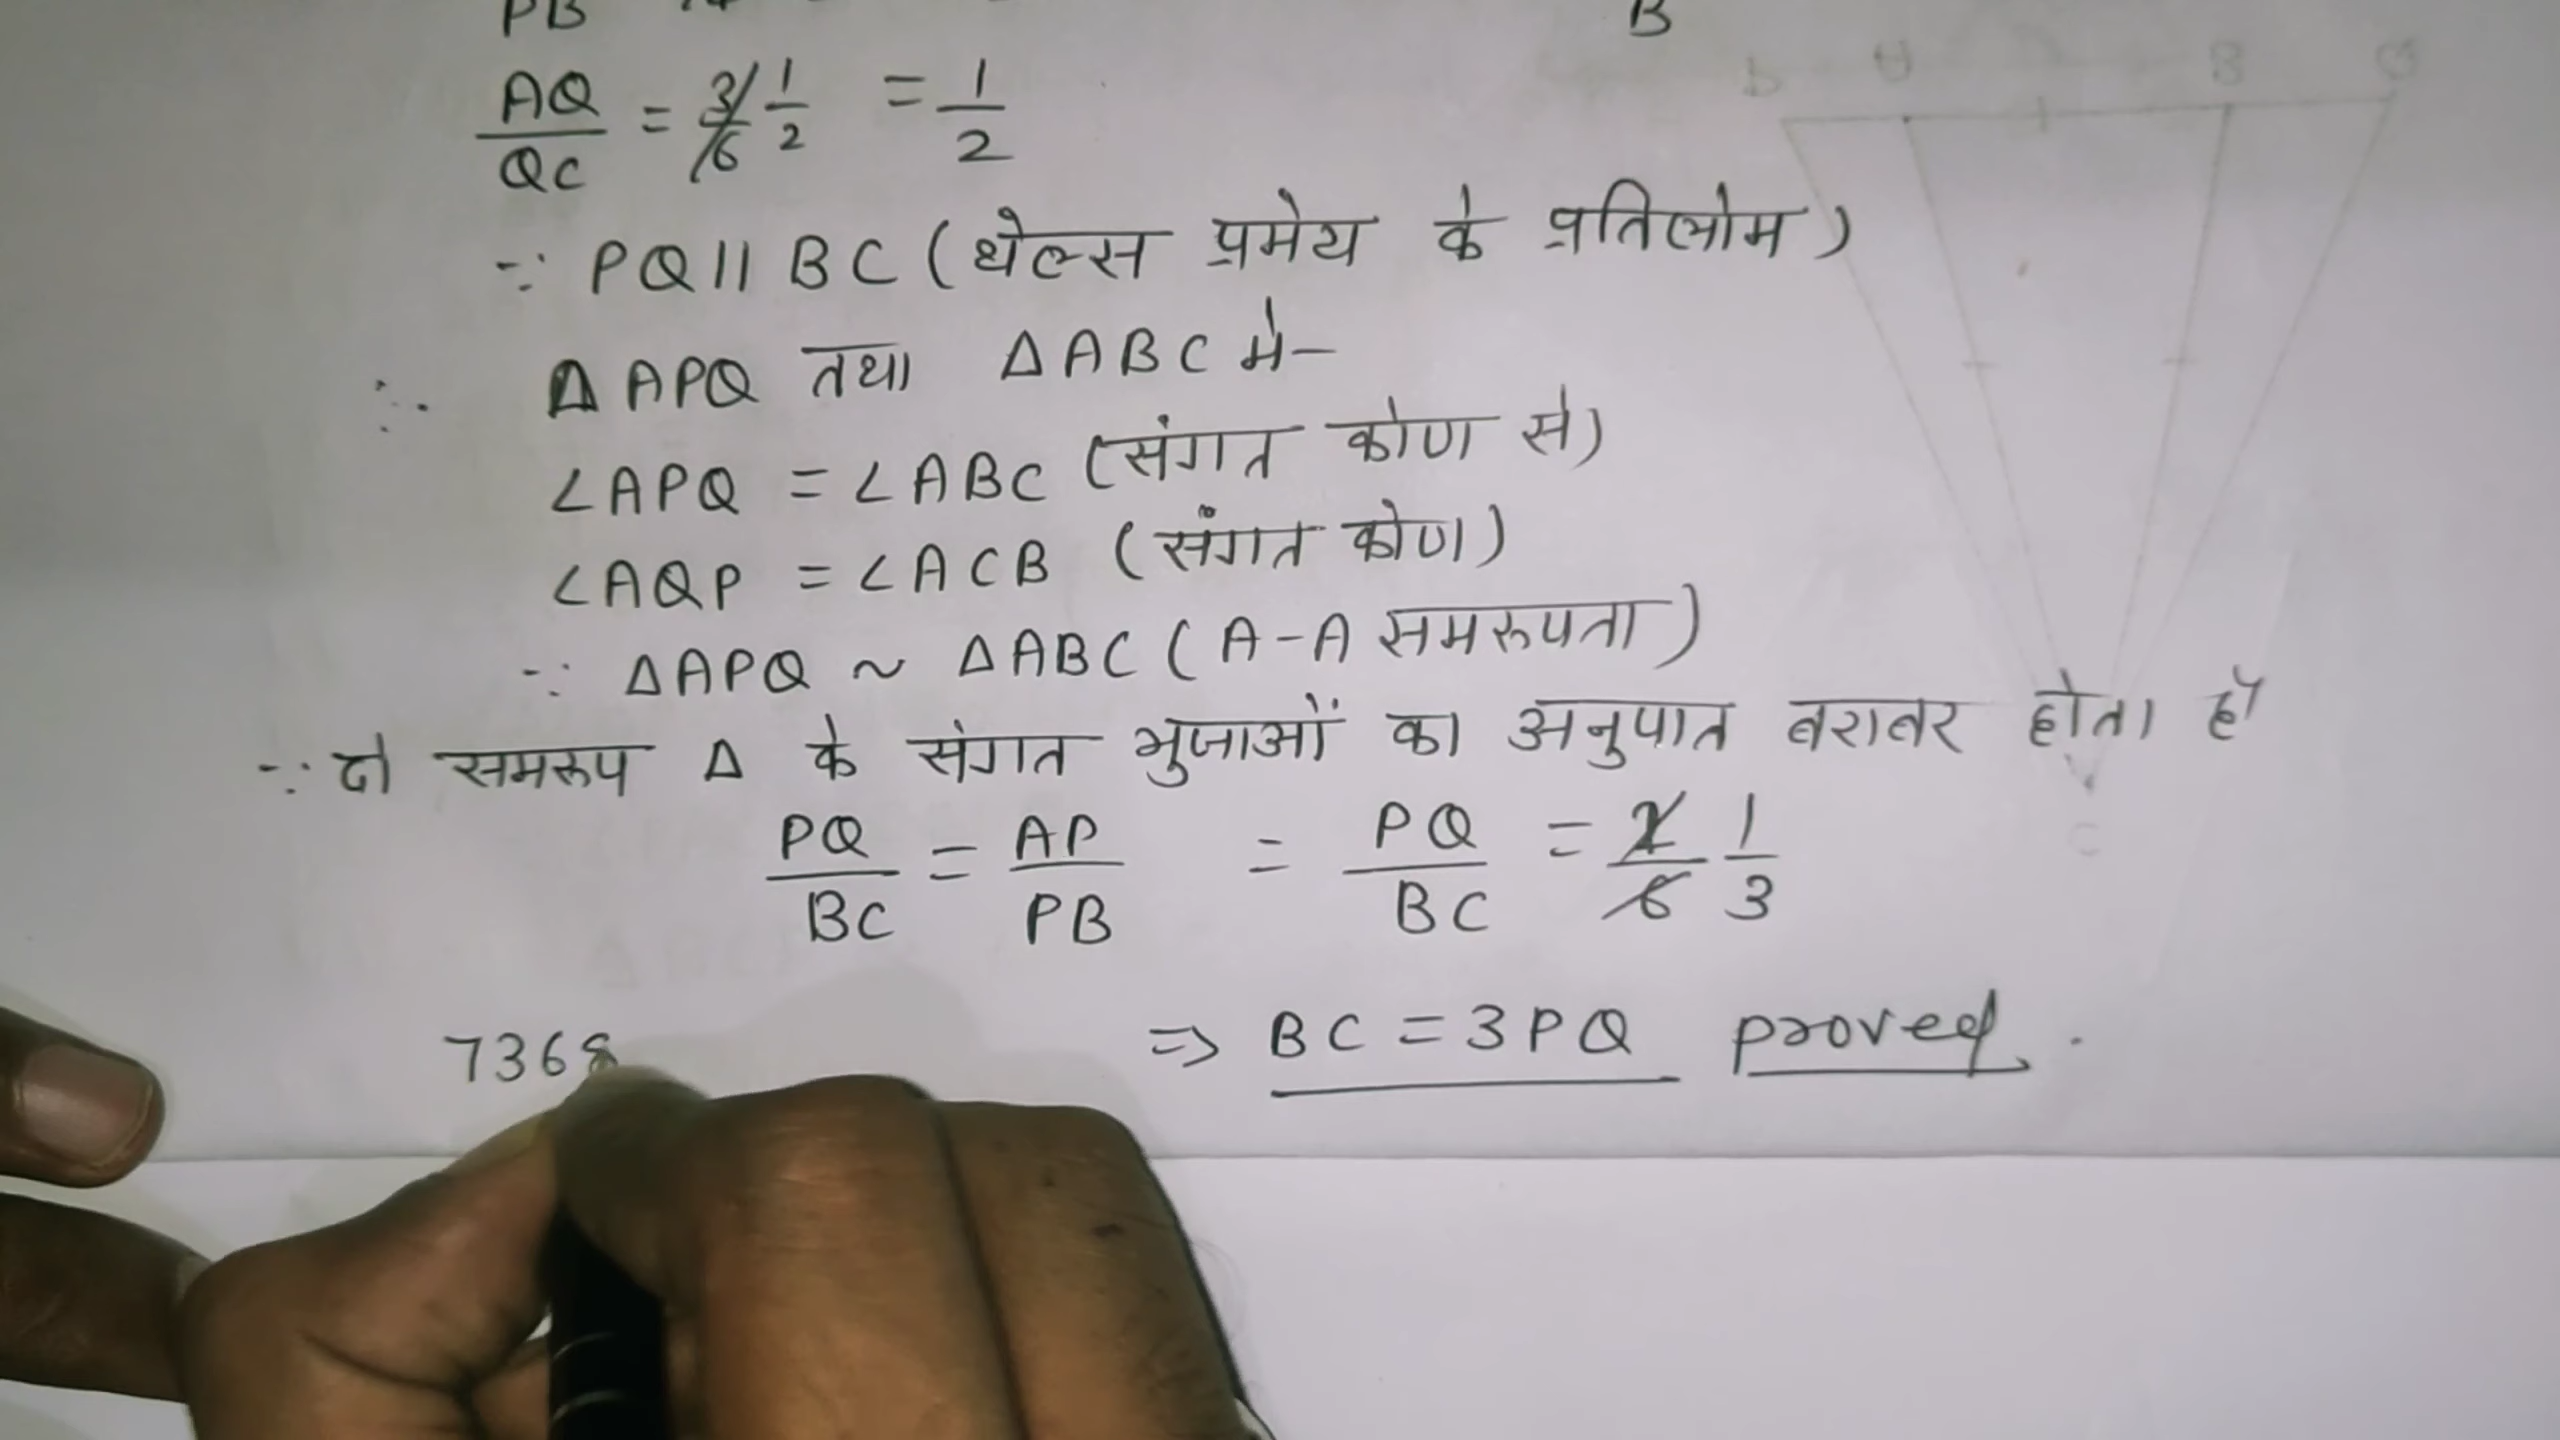 PB
B
AQ/QC = 3/6 1/2 = 1/2
∵ PQ || BC (थेल्स प्रमेय के प्रतिलोम)
∴ Δ APQ तथा Δ ABC मे-
∠APQ = ∠ABC (संगत कोण से)
∠AQP = ∠ACB (संगत कोण)
∵ ΔAPQ ~ ΔABC (A-A समरूपता)
∵ दो समरूप Δ के संगत भुजाओं का अनुपात बराबर होता है
PQ/BC = AP/PB = PQ/BC = 2/6 1/3
⇒ BC = 3PQ proved.
7368